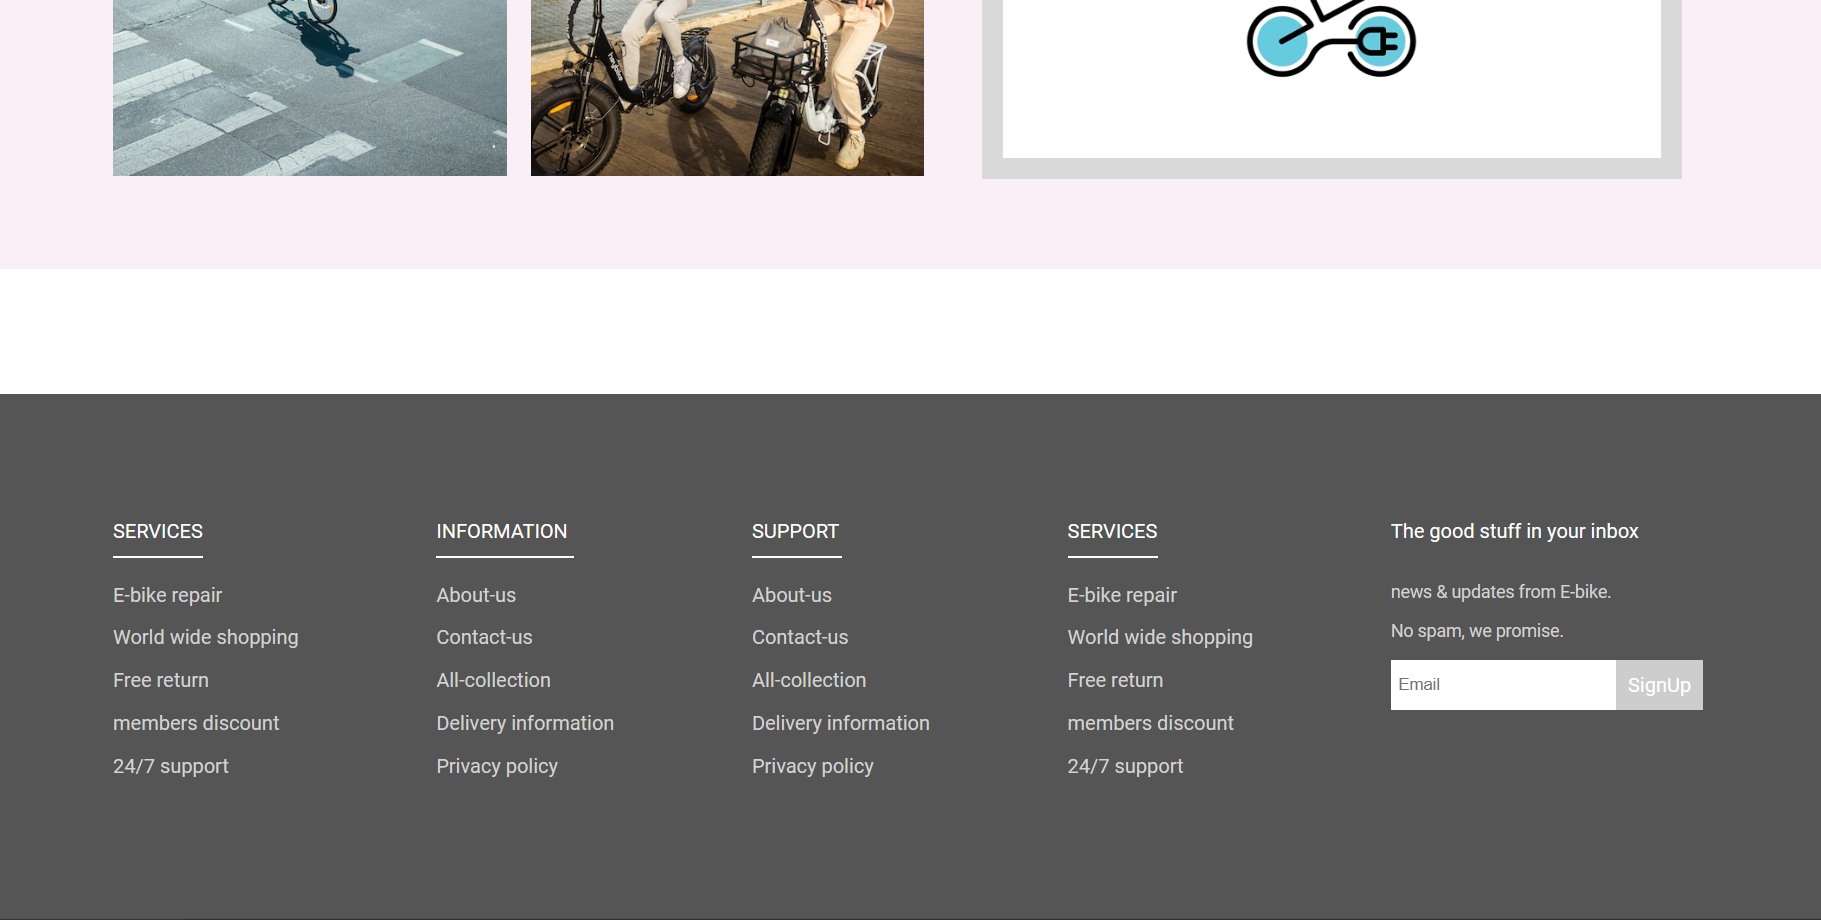 heybike
SERVICES
E-bike repair
World wide shopping
Free return
members discount
24/7 support
INFORMATION
About-us
Contact-us
All-collection
Delivery information
Privacy policy
SUPPORT
About-us
Contact-us
All-collection
Delivery information
Privacy policy
SERVICES
E-bike repair
World wide shopping
Free return
members discount
24/7 support
The good stuff in your inbox
news & updates from E-bike.
No spam, we promise.
Email
SignUp